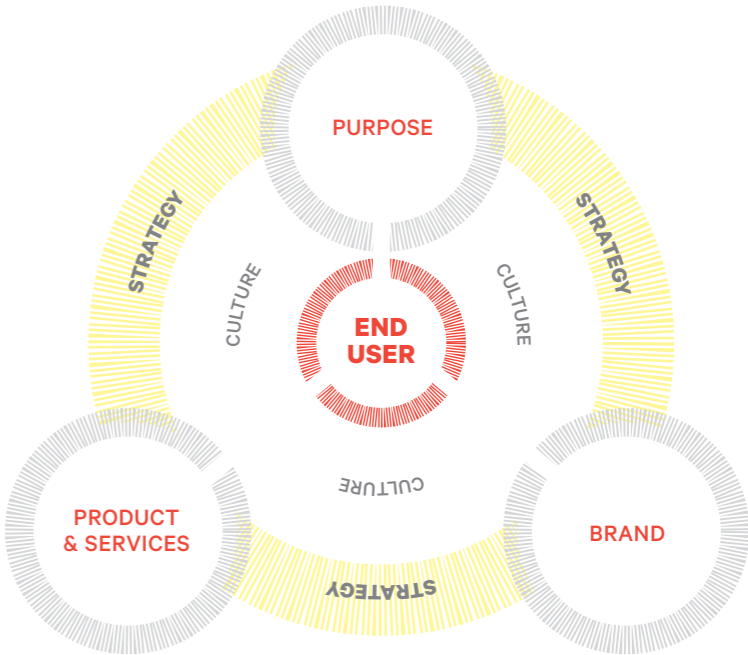 PURPOSE
STRATEGY
STRATEGY
CULTURE
CULTURE
END
USER
CULTURE
PRODUCT
& SERVICES
BRAND
STRATEGY